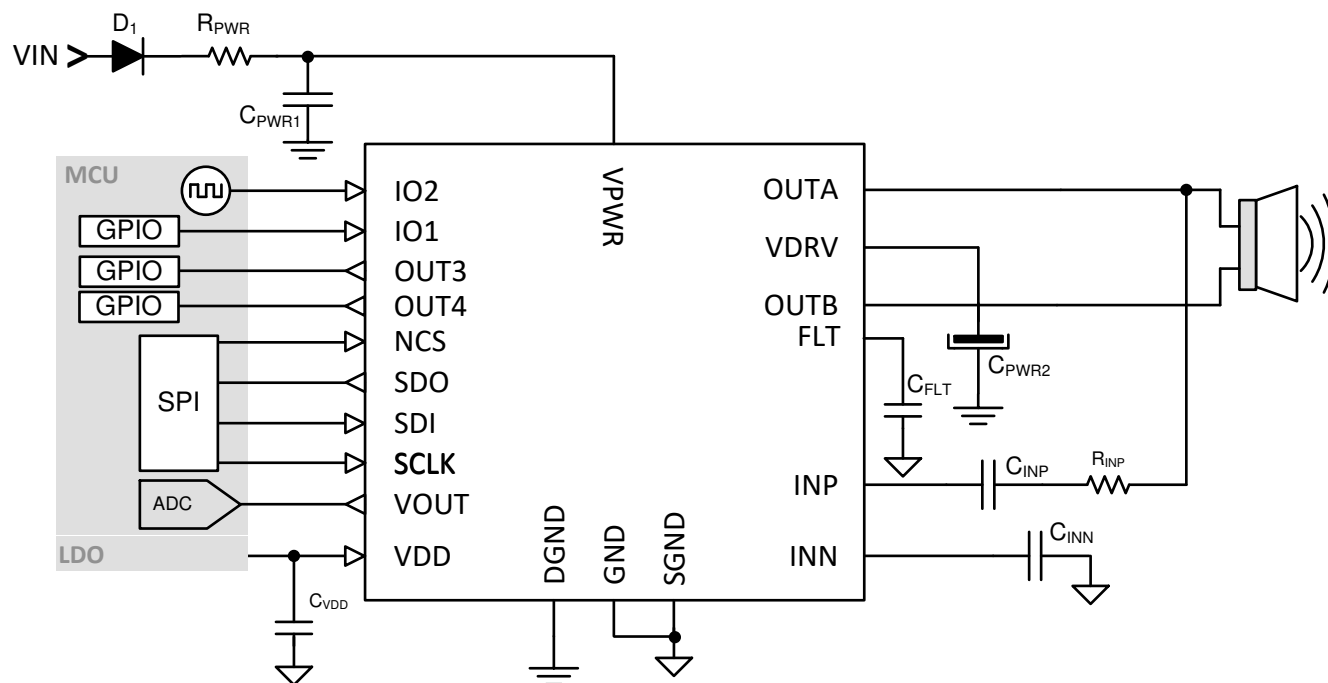 D1
RPWR
VIN
CPWR1
MCU
IO2
GPIO
IO1
GPIO
OUT3
GPIO
OUT4
SPI
NCS
SDO
SDI
SCLK
ADC
VOUT
LDO
VDD
CVDD
VPWR
DGND
GND
SGND
OUTA
VDRV
OUTB
FLT
CPWR2
CFLT
INP
CINP
RINP
INN
CINN